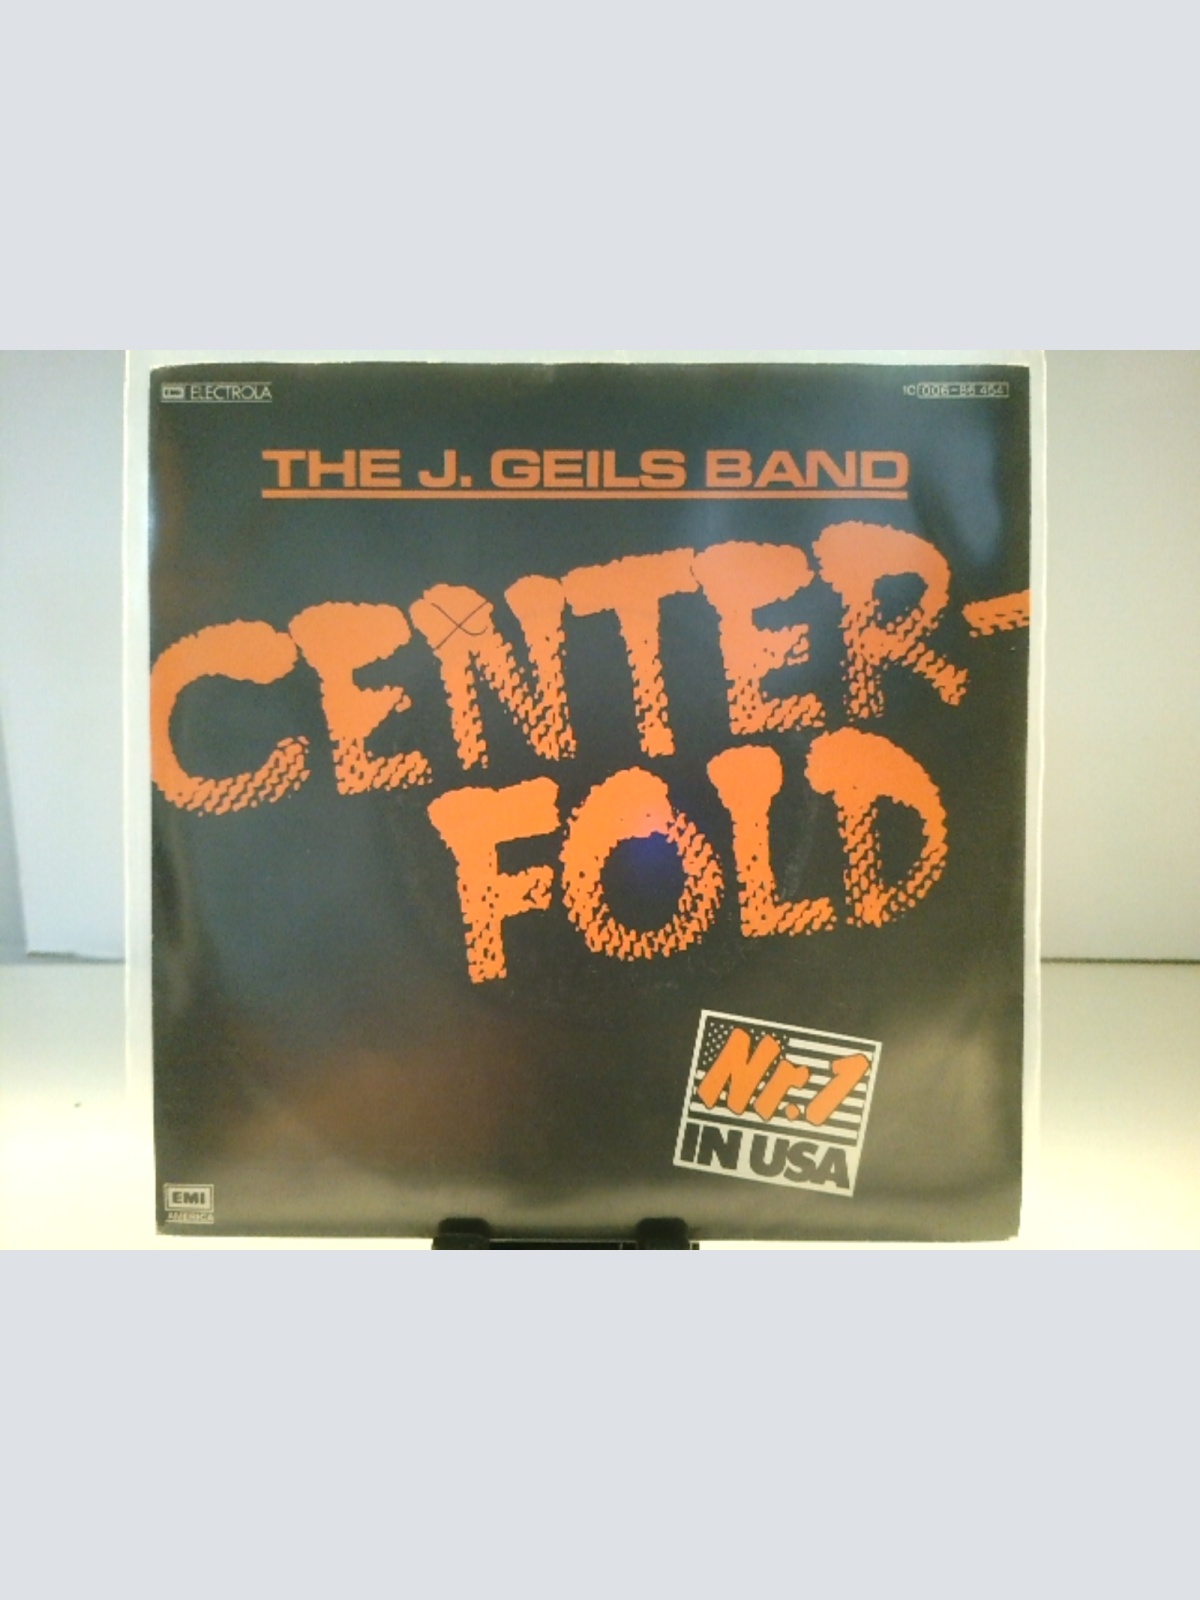 ELECTROLA
1C 006-86 454
THE J. GEILS BAND
CENTER-
FOLD
Nr.1
IN USA
EMI
AMERICA